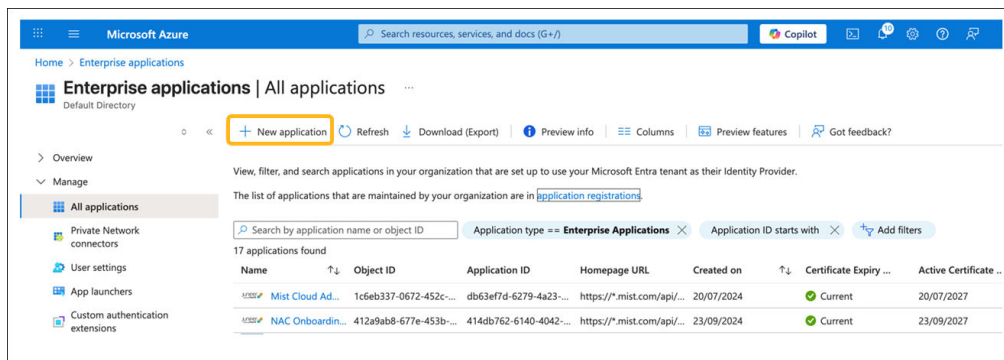 Microsoft Azure
Search resources, services, and docs (G+/)
Copilot
10
Home > Enterprise applications
Enterprise applications | All applications ...
Default Directory
+ New application Refresh Download (Export) Preview info Columns Preview features Got feedback?
Overview
Manage
All applications
Private Network
connectors
User settings
App launchers
Custom authentication
extensions
View, filter, and search applications in your organization that are set up to use your Microsoft Entra tenant as their Identity Provider.
The list of applications that are maintained by your organization are in application registrations.
Search by application name or object ID Application type == Enterprise Applications Application ID starts with Add filters
17 applications found
Name Object ID Application ID Homepage URL Created on Certificate Expiry ... Active Certificate ..
Mist Cloud Ad... 1c6eb337-0672-452c-... db63ef7d-6279-4a23-... https://*.mist.com/api/... 20/07/2024 Current 20/07/2027
NAC Onboardin... 412a9ab8-677e-453b-... 414db762-6140-4042-... https://*.mist.com/api/... 23/09/2024 Current 23/09/2027